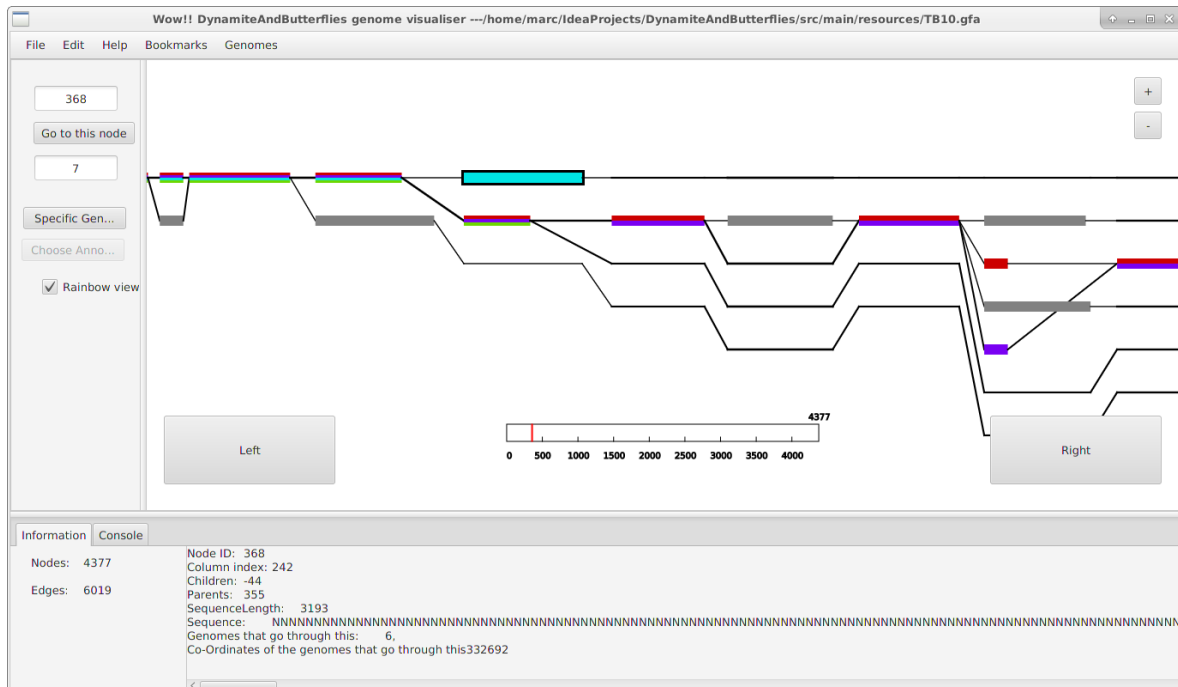 Wow!! DynamiteAndButterflies genome visualiser ---/home/marc/IdeaProjects/DynamiteAndButterflies/src/main/resources/TB10.gfa
File Edit Help Bookmarks Genomes
368
Go to this node
7
Specific Gen...
Choose Anno...
Rainbow view
+
-
4377
0 500 1000 1500 2000 2500 3000 3500 4000
Left
Right
Information Console
Nodes: 4377
Edges: 6019
Node ID: 368
Column index: 242
Children: -44
Parents: 355
SequenceLength: 3193
Sequence: NNNNNNNNNNNNNNNNNNNNNNNNNNNNNNNNNNNNNNNNNNNNNNNNNNNNNNNNNNNNNNNNNNNNNNNNNNNNNNNNNNNNNNNNNNNNNNNNNNNNNNNNNNNNNNNN
Genomes that go through this: 6,
Co-Ordinates of the genomes that go through this332692